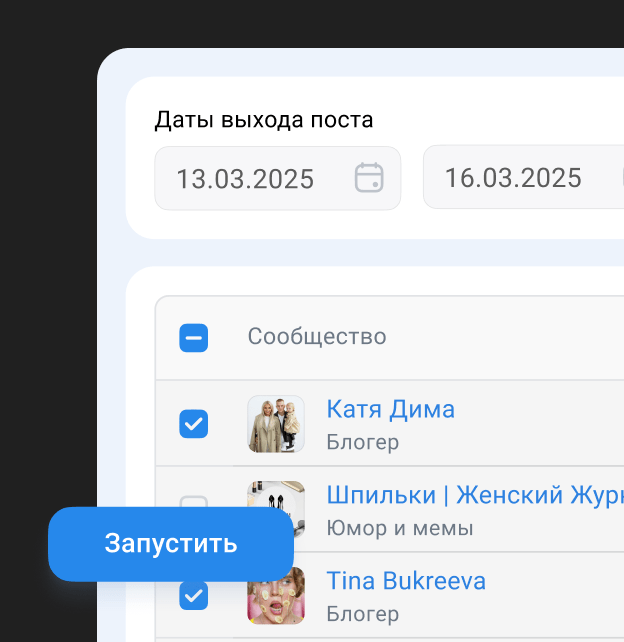 Даты выхода поста
13.03.2025
16.03.2025
Сообщество
Катя Дима
Блогер
Шпильки | Женский
Юмор и мемы
Запустить
Tina Bukreeva
Блогер